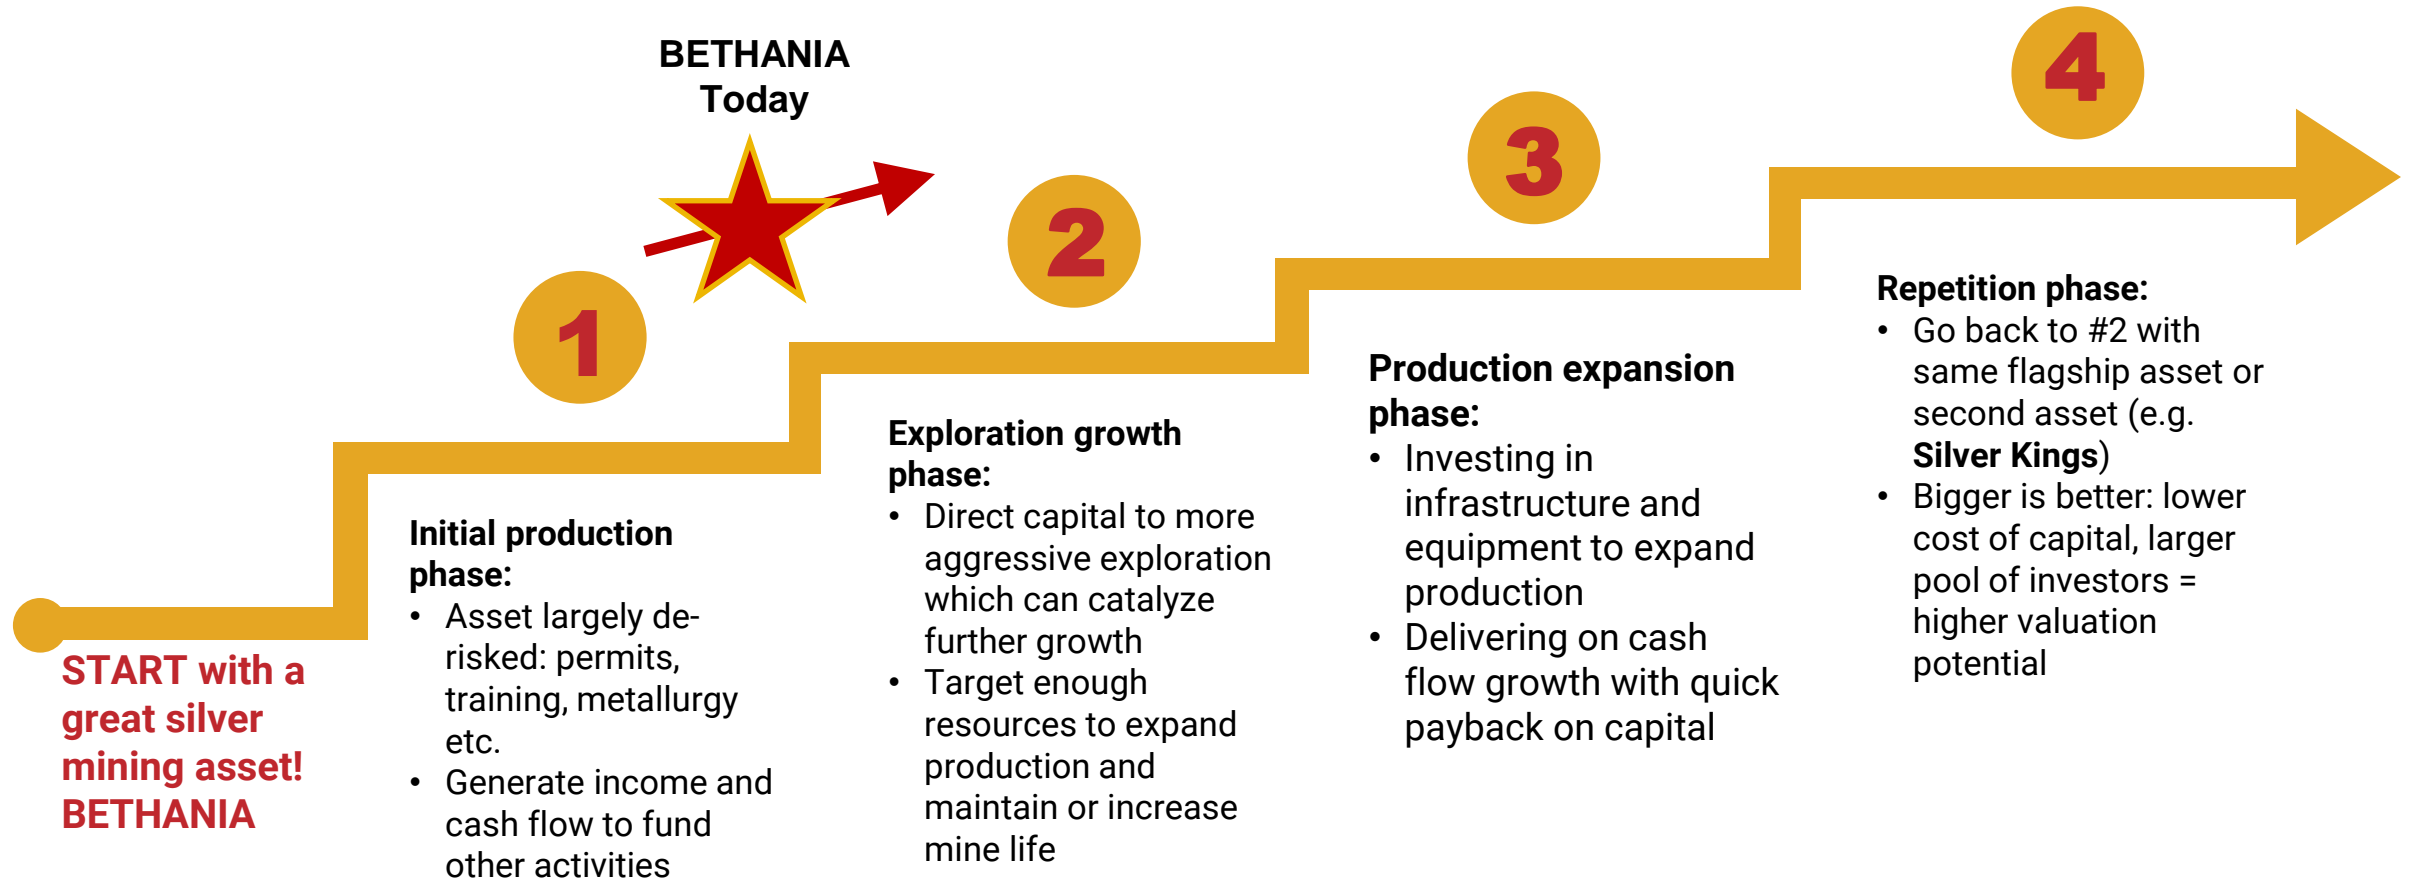 BETHANIA
Today
1
2
3
4
START with a
great silver
mining asset!
BETHANIA
Initial production
phase:
• Asset largely de-
risked: permits,
training, metallurgy
etc.
• Generate income and
cash flow to fund
other activities
Exploration growth
phase:
• Direct capital to more
aggressive exploration
which can catalyze
further growth
• Target enough
resources to expand
production and
maintain or increase
mine life
Production expansion
phase:
• Investing in
infrastructure and
equipment to expand
production
• Delivering on cash
flow growth with quick
payback on capital
Repetition phase:
• Go back to #2 with
same flagship asset or
second asset (e.g.
Silver Kings)
• Bigger is better: lower
cost of capital, larger
pool of investors =
higher valuation
potential